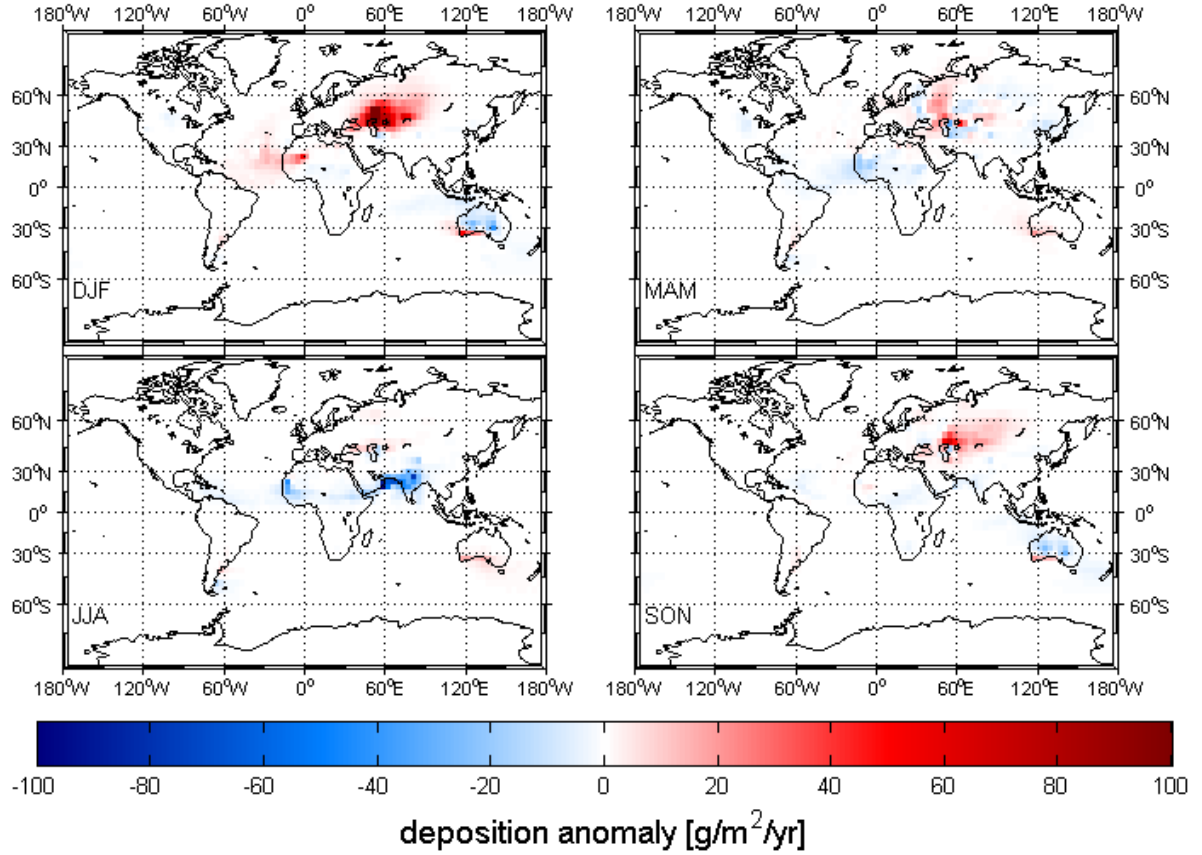 180°W 120°W 60°W 0° 60°E 120°E 180°W 180°W 120°W 60°W 0° 60°E 120°E 180°W
60°N 60°N
30°N 30°N
0° 0°
30°S 30°S
60°S 60°S
DJF MAM
60°N 60°N
30°N 30°N
0° 0°
30°S 30°S
60°S 60°S
JJA SON
180°W 120°W 60°W 0° 60°E 120°E 180°W 180°W 120°W 60°W 0° 60°E 120°E 180°W
-100 -80 -60 -40 -20 0 20 40 60 80 100
deposition anomaly [g/m²/yr]